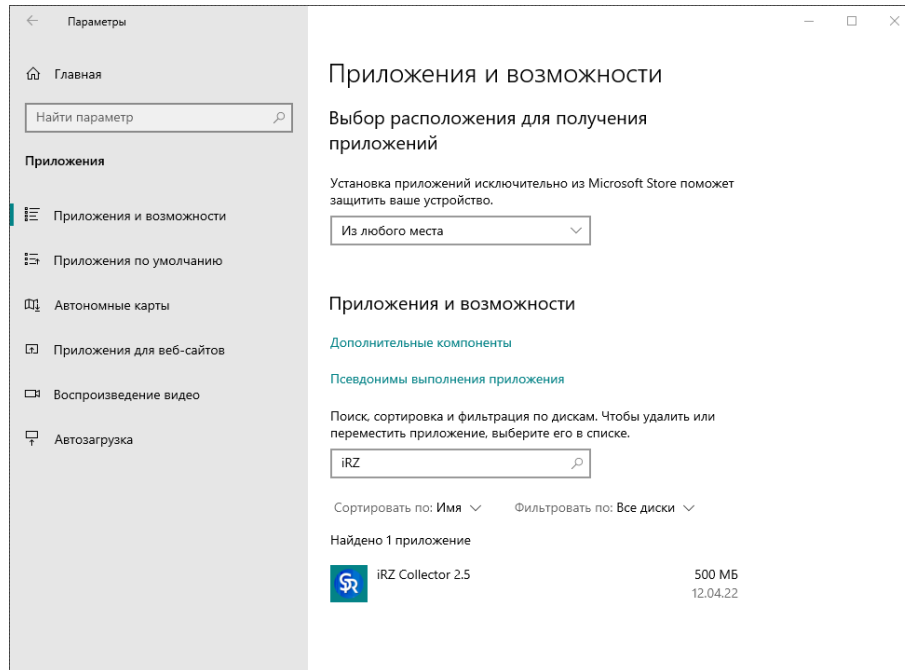 Параметры
Главная
Найти параметр
Приложения
Приложения и возможности
Приложения по умолчанию
Автономные карты
Приложения для веб-сайтов
Воспроизведение видео
Автозагрузка
Приложения и возможности
Выбор расположения для получения
приложений
Установка приложений исключительно из Microsoft Store поможет
защитить ваше устройство.
Из любого места
Приложения и возможности
Дополнительные компоненты
Псевдонимы выполнения приложения
Поиск, сортировка и фильтрация по дискам. Чтобы удалить или
переместить приложение, выберите его в списке.
iRZ
Сортировать по: Имя Фильтровать по: Все диски
Найдено 1 приложение
iRZ Collector 2.5 500 МБ
12.04.22